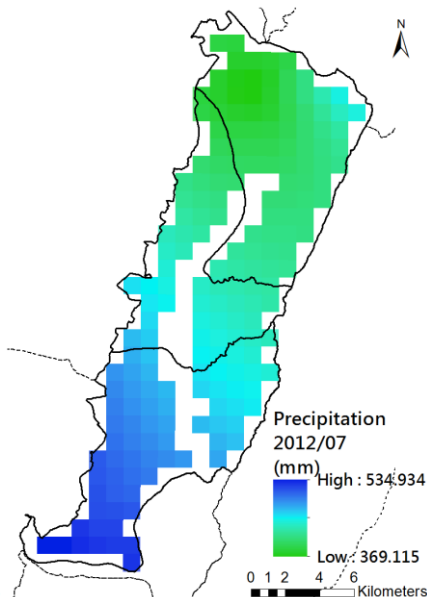 N
Precipitation
2012/07
(mm)
High : 534.934
Low : 369.115
0 1 2 4 6
Kilometers